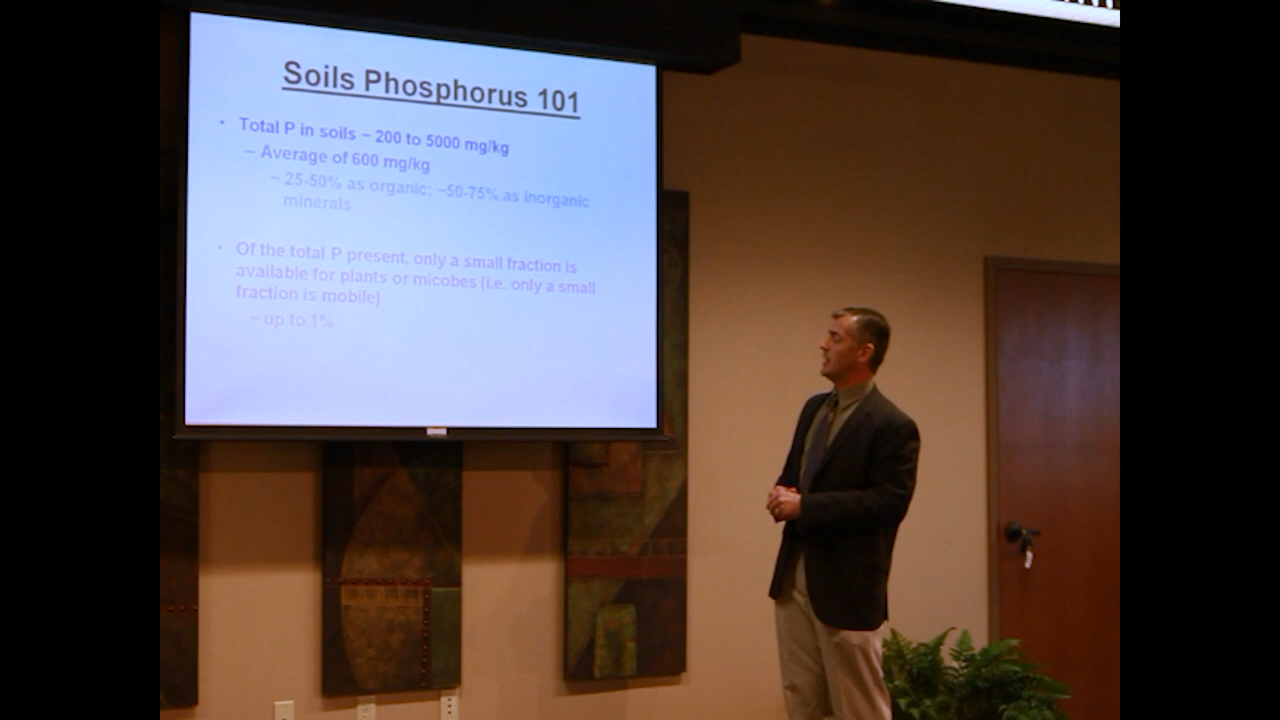 Soils Phosphorus 101
• Total P in soils ~ 200 to 5000 mg/kg
– Average of 600 mg/kg
~ 25-50% as organic; ~50-75% as inorganic
minerals
• Of the total P present, only a small fraction is
available for plants or micobes (i.e. only a small
fraction is mobile)
~ up to 1%